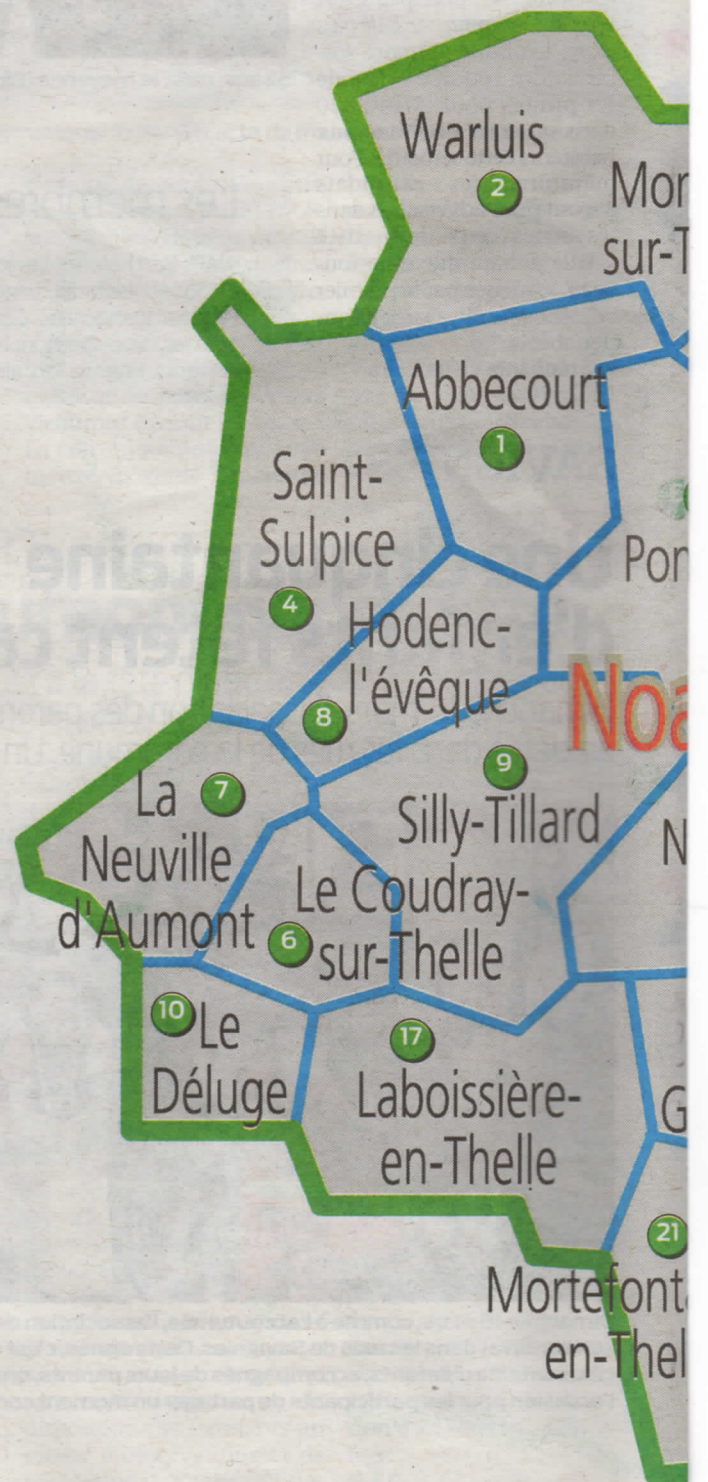 Warluis
2
Mor
sur-T
Abbecourt
1
Saint-
Sulpice
4
Pon
Hodenc-
l'évêque
8
Noa
9
Silly-Tillard
La
7
Neuville
d'Aumont
N
Le Coudray-
6
sur-Thelle
10
Le
Déluge
17
Laboissière-
en-Thelle
G
21
Mortefonta
en-Thel